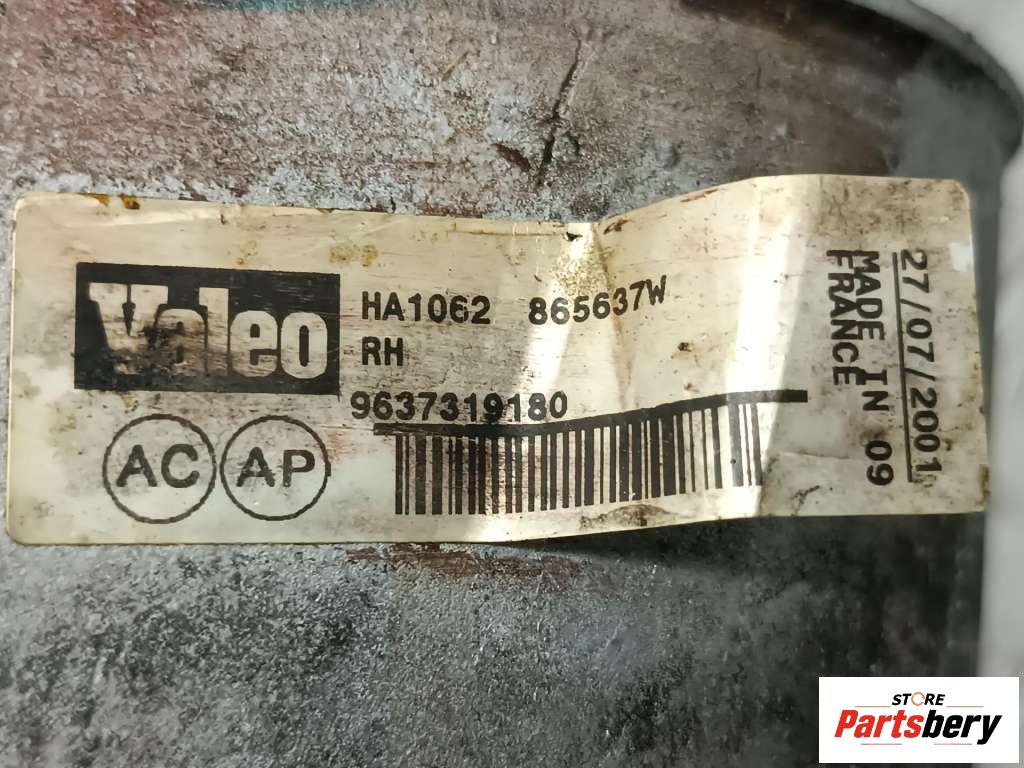 Valeo
HA1062 865637W
RH
9637319180
AC AP
27/07/2001
MADE IN 09
FRANCE
STORE
Partsbery